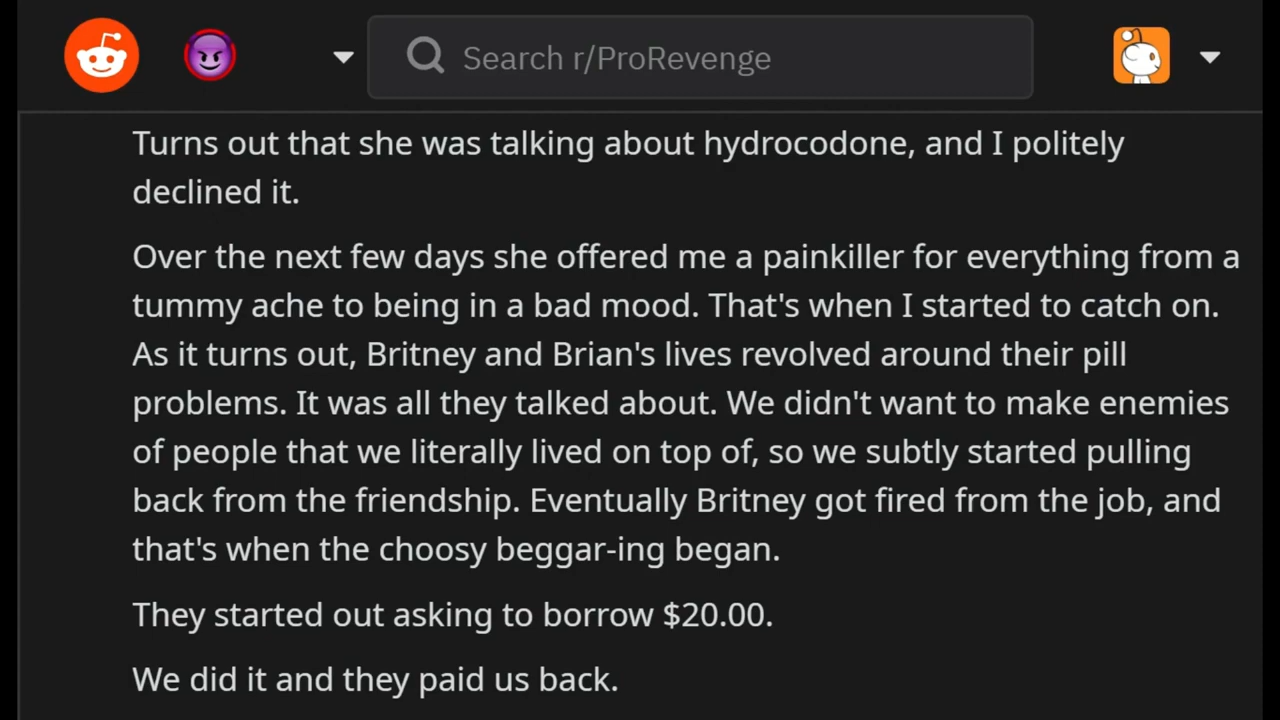 Search r/ProRevenge
Turns out that she was talking about hydrocodone, and I politely
declined it.
Over the next few days she offered me a painkiller for everything from a
tummy ache to being in a bad mood. That's when I started to catch on.
As it turns out, Britney and Brian's lives revolved around their pill
problems. It was all they talked about. We didn't want to make enemies
of people that we literally lived on top of, so we subtly started pulling
back from the friendship. Eventually Britney got fired from the job, and
that's when the choosy beggar-ing began.
They started out asking to borrow $20.00.
We did it and they paid us back.